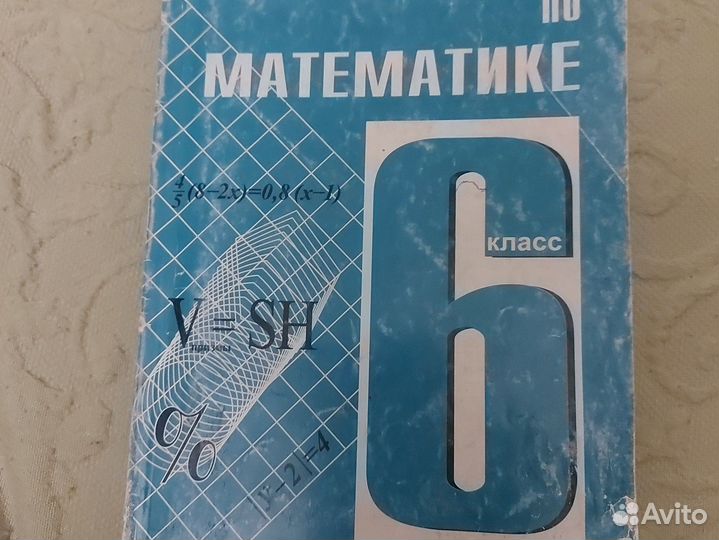 по
МАТЕМАТИКЕ
4/5(8–2x)=0,8(x–1)
6
класс
V = SH
%
|y–2|=4
Avito